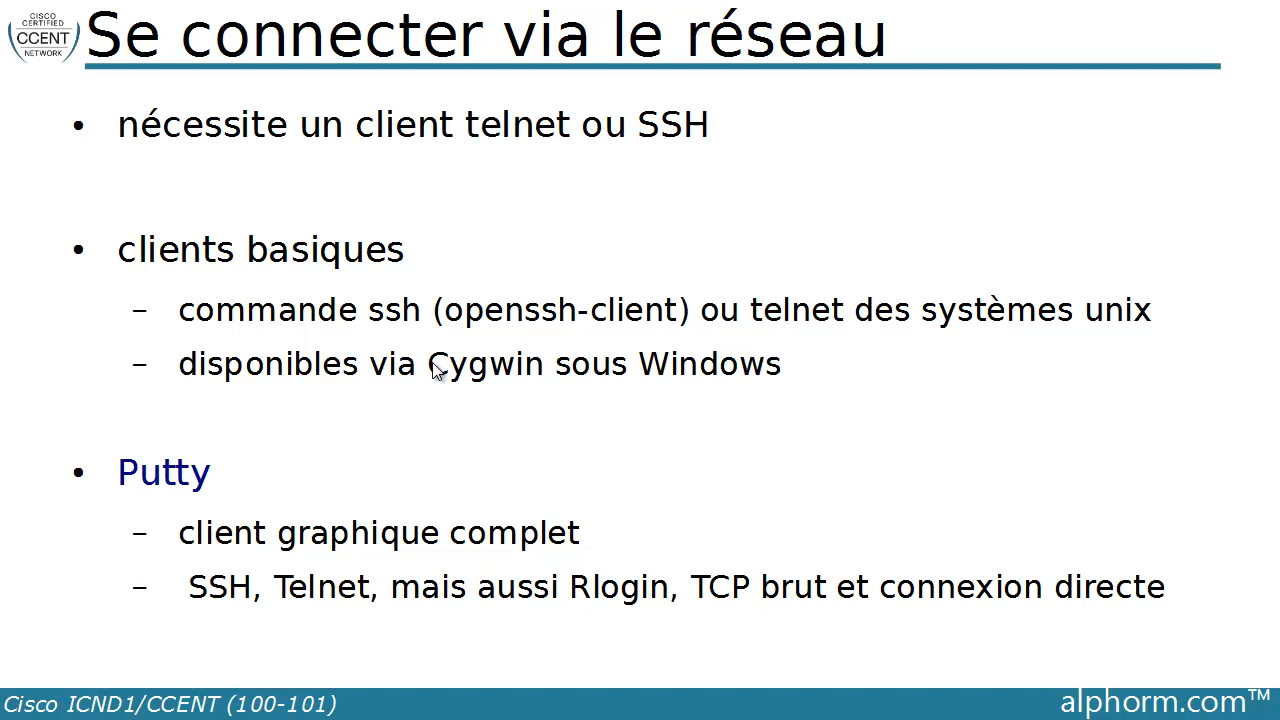 CISCO
CERTIFIED
CCENT
NETWORK
Se connecter via le réseau
• nécessite un client telnet ou SSH
• clients basiques
– commande ssh (openssh-client) ou telnet des systèmes unix
– disponibles via Cygwin sous Windows
• Putty
– client graphique complet
– SSH, Telnet, mais aussi Rlogin, TCP brut et connexion directe
Cisco ICND1/CCENT (100-101)
alphorm.com™